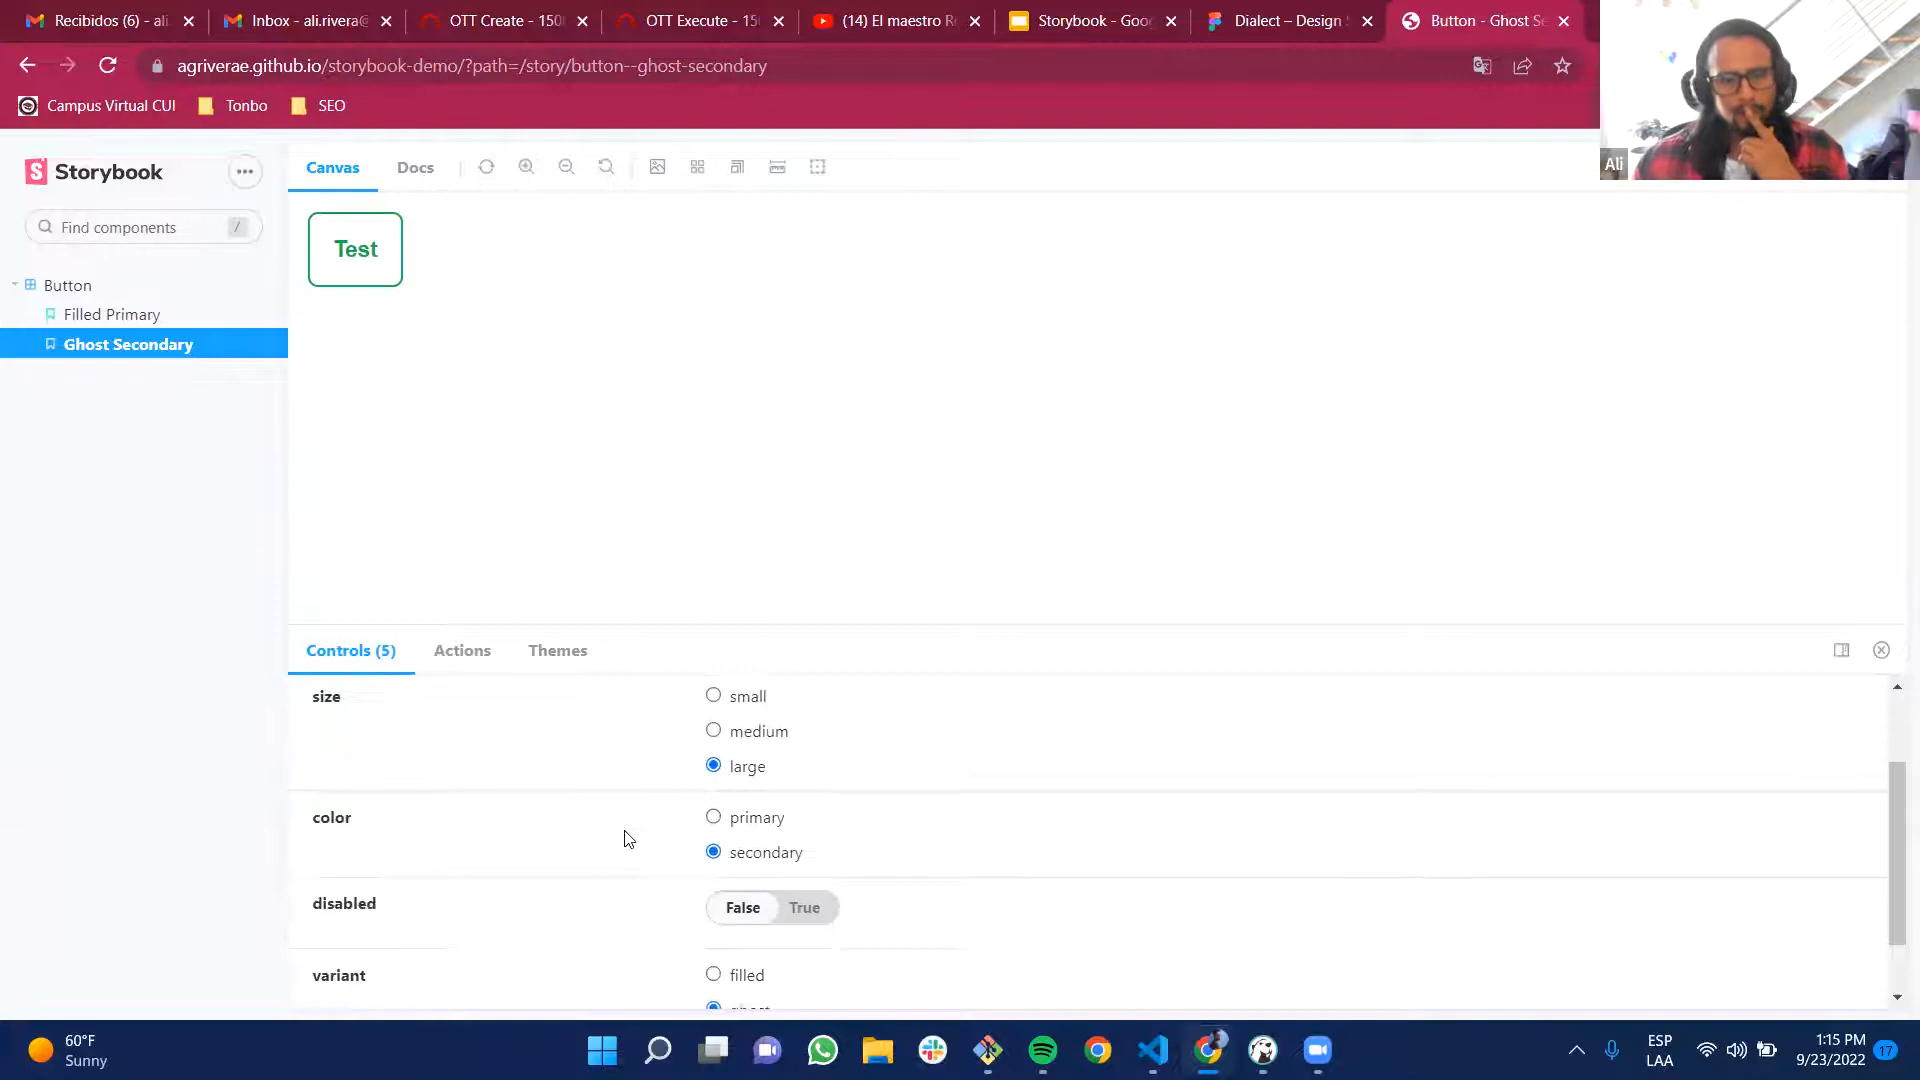 Recibidos (6) - ali
Inbox - ali.rivera@
OTT Create - 150
OTT Execute - 15
(14) El maestro R
Storybook - Goo
Dialect – Design
Button - Ghost Se
agriverae.github.io/storybook-demo/?path=/story/button--ghost-secondary
Campus Virtual CUI
Tonbo
SEO
Ali
Storybook
Canvas
Docs
Find components
/
Button
Filled Primary
Ghost Secondary
Test
Controls (5)
Actions
Themes
size
small
medium
large
color
primary
secondary
disabled
False
True
variant
filled
ghost
60°F
Sunny
ESP
LAA
1:15 PM
9/23/2022
17